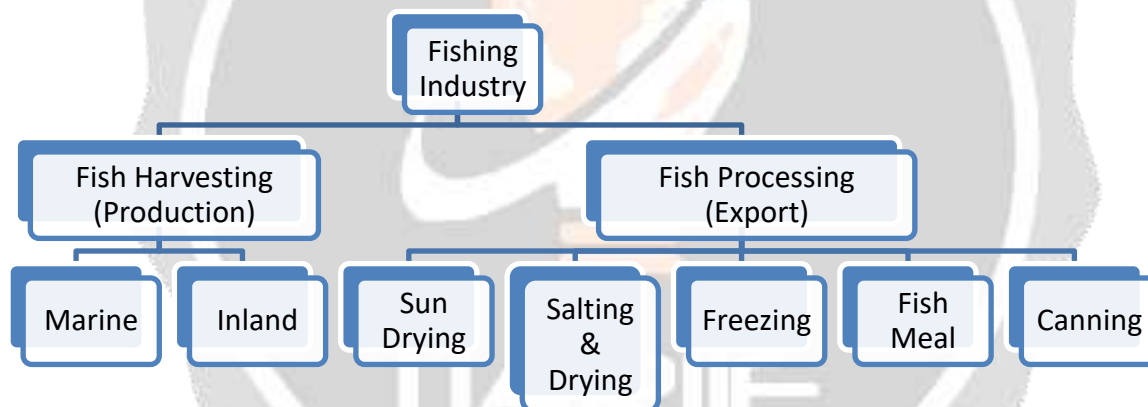 Fishing
Industry
Fish Harvesting
(Production)
Fish Processing
(Export)
Marine
Inland
Sun
Drying
Salting
&
Drying
Freezing
Fish
Meal
Canning